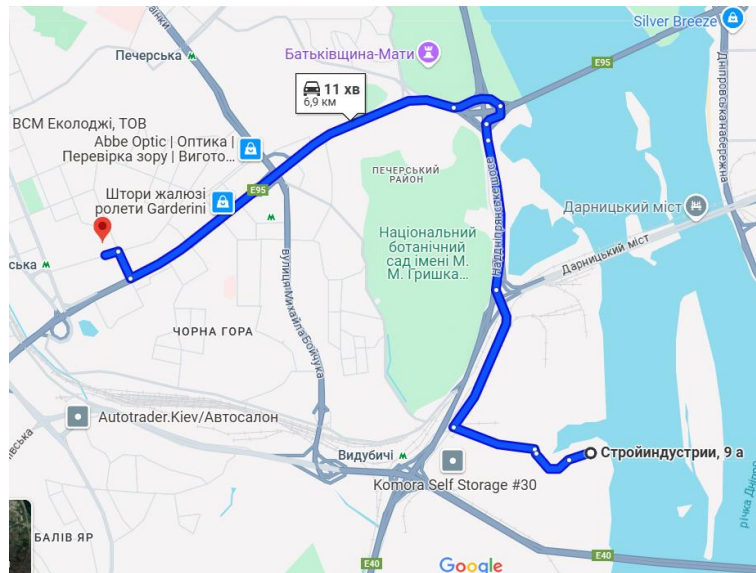 Silver Breeze
їнки
Печерська
Батьківщина-Мати
E95
11 хв
6,9 км
ВСМ Еколоджі, ТОВ
Abbe Optic | Оптика |
Перевірка зору | Вигото...
ПЕЧЕРСЬКИЙ
РАЙОН
Дніпровська набережна
Штори жалюзі
ролети Garderini
E95
Наддніпрянське шосе
Дарницький міст
Національний
ботанічний
сад імені М.
М. Гришка...
ська
Дарницький міст
вулиця Михайла Бойчука
ЧОРНА ГОРА
Autotrader.Kiev/Автосалон
івська
Видубичі
Стройиндустрии, 9 а
Komora Self Storage #30
річка Дніпро
БАЛІВ ЯР
E40
E40
Google